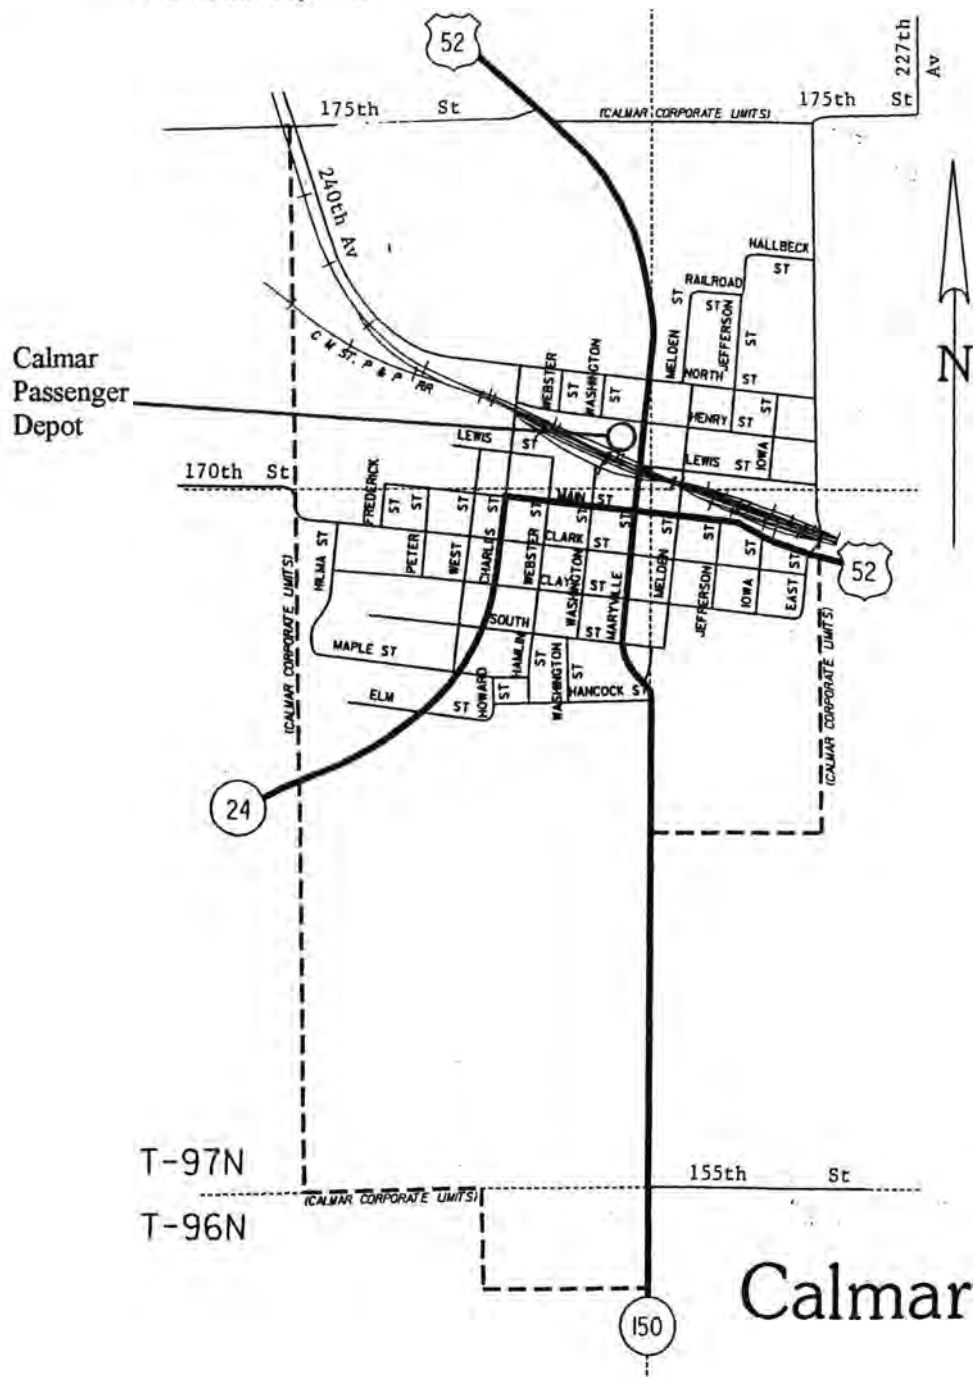 52
227th
Av
175th St
(CALMAR CORPORATE LIMITS)
175th St
240th Av
HALLBECK
ST
RAILROAD
ST
MELDEN
ST
JEFFERSON
ST
C M ST. P & P RR
Calmar
Passenger
Depot
WEBSTER
ST
WASHINGTON
ST
NORTH
ST
HENRY
ST
IOWA
ST
LEWIS
ST
LEWIS
ST
170th St
FREDERICK
ST
ST
ST
ST
MAIN
ST
ST
ST
ST
ST
WILMA ST
PETER
WEST
CHARLES
WEBSTER
CLARK
ST
WASHINGTON
MARYVILLE
MELDEN
JEFFERSON
IOWA
EAST ST
52
CLAY
ST
SOUTH
ST
(CALMAR CORPORATE LIMITS)
(CALMAR CORPORATE LIMITS)
MAPLE ST
HAMLIN
ST
WASHINGTON
ST
HOWARD
ST
HANCOCK ST
ELM
ST
24
T-97N
155th St
(CALMAR CORPORATE LIMITS)
T-96N
Calmar
150
N